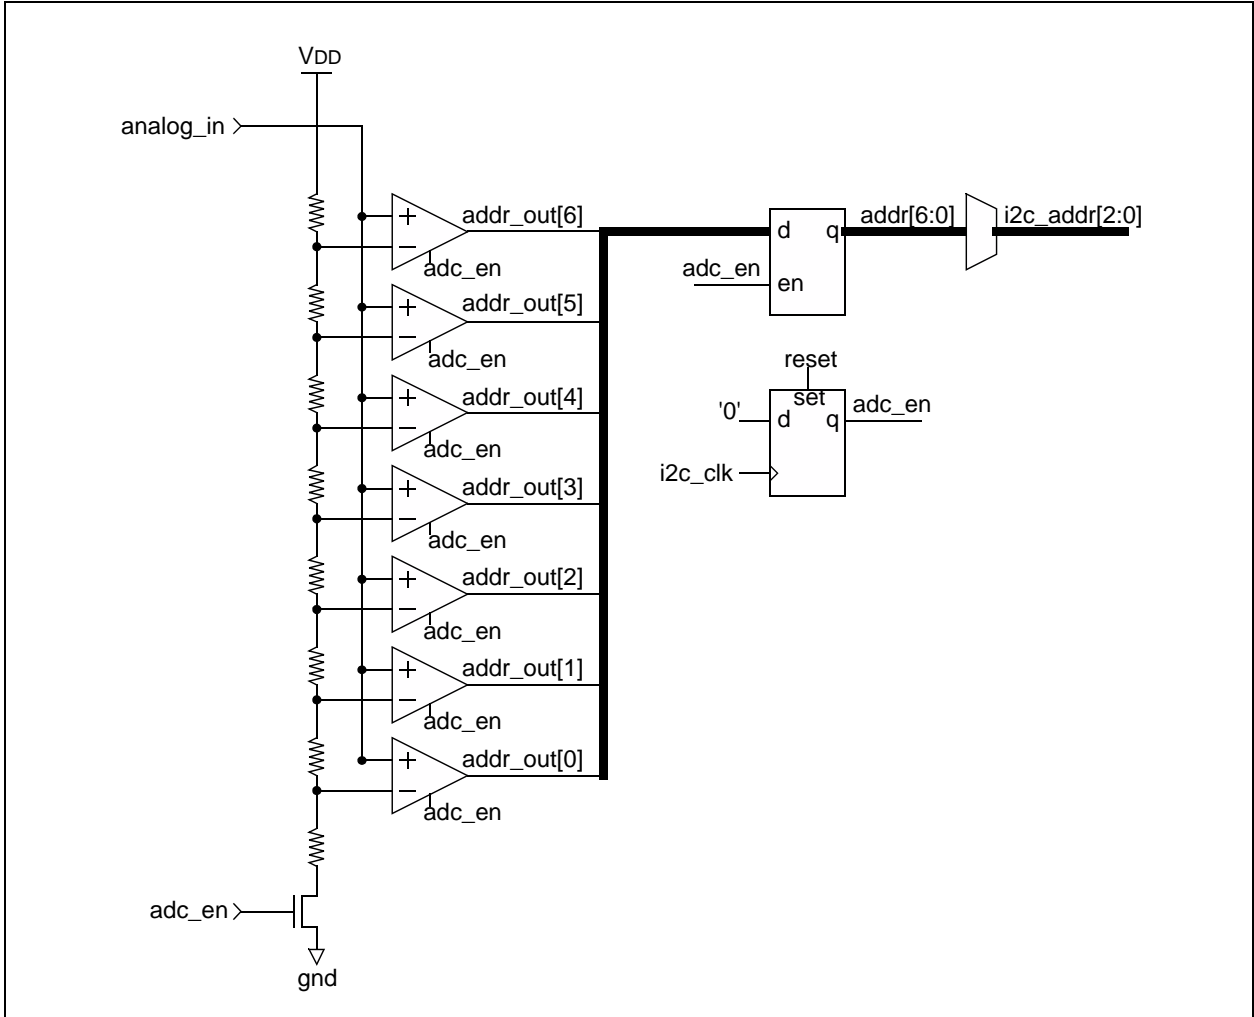 VDD
analog_in
addr_out[6]
adc_en
addr_out[5]
adc_en
addr_out[4]
adc_en
addr_out[3]
adc_en
addr_out[2]
adc_en
addr_out[1]
adc_en
addr_out[0]
adc_en
adc_en
gnd
d q
adc_en
en
addr[6:0]
i2c_addr[2:0]
reset
set
'0'
d q
adc_en
i2c_clk